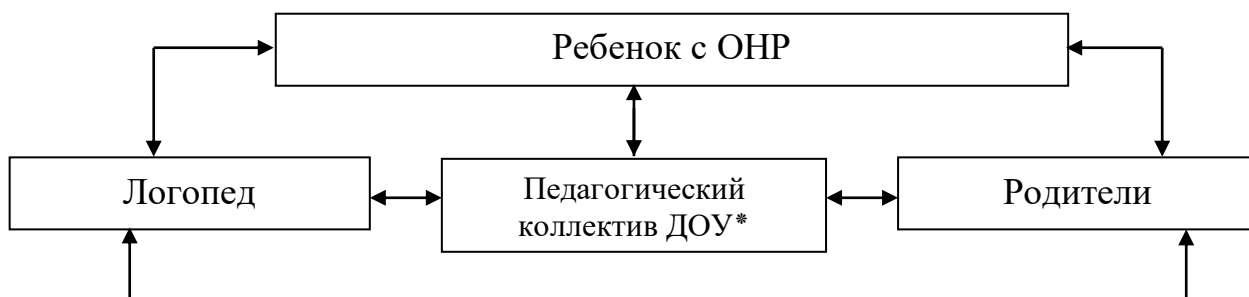 Ребенок с ОНР
Логопед
Педагогический
коллектив ДОУ*
Родители